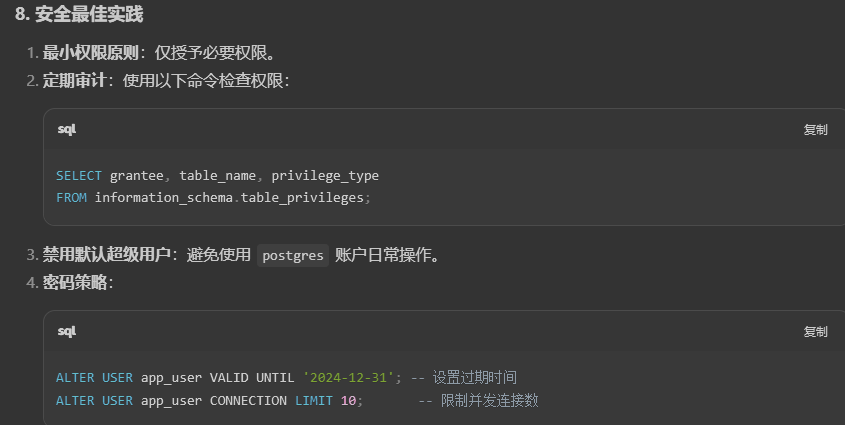 8. 安全最佳实践
1. 最小权限原则：仅授予必要权限。
2. 定期审计：使用以下命令检查权限：
sql 复制
SELECT grantee, table_name, privilege_type
FROM information_schema.table_privileges;
3. 禁用默认超级用户：避免使用 postgres 账户日常操作。
4. 密码策略：
sql 复制
ALTER USER app_user VALID UNTIL '2024-12-31'; -- 设置过期时间
ALTER USER app_user CONNECTION LIMIT 10; -- 限制并发连接数